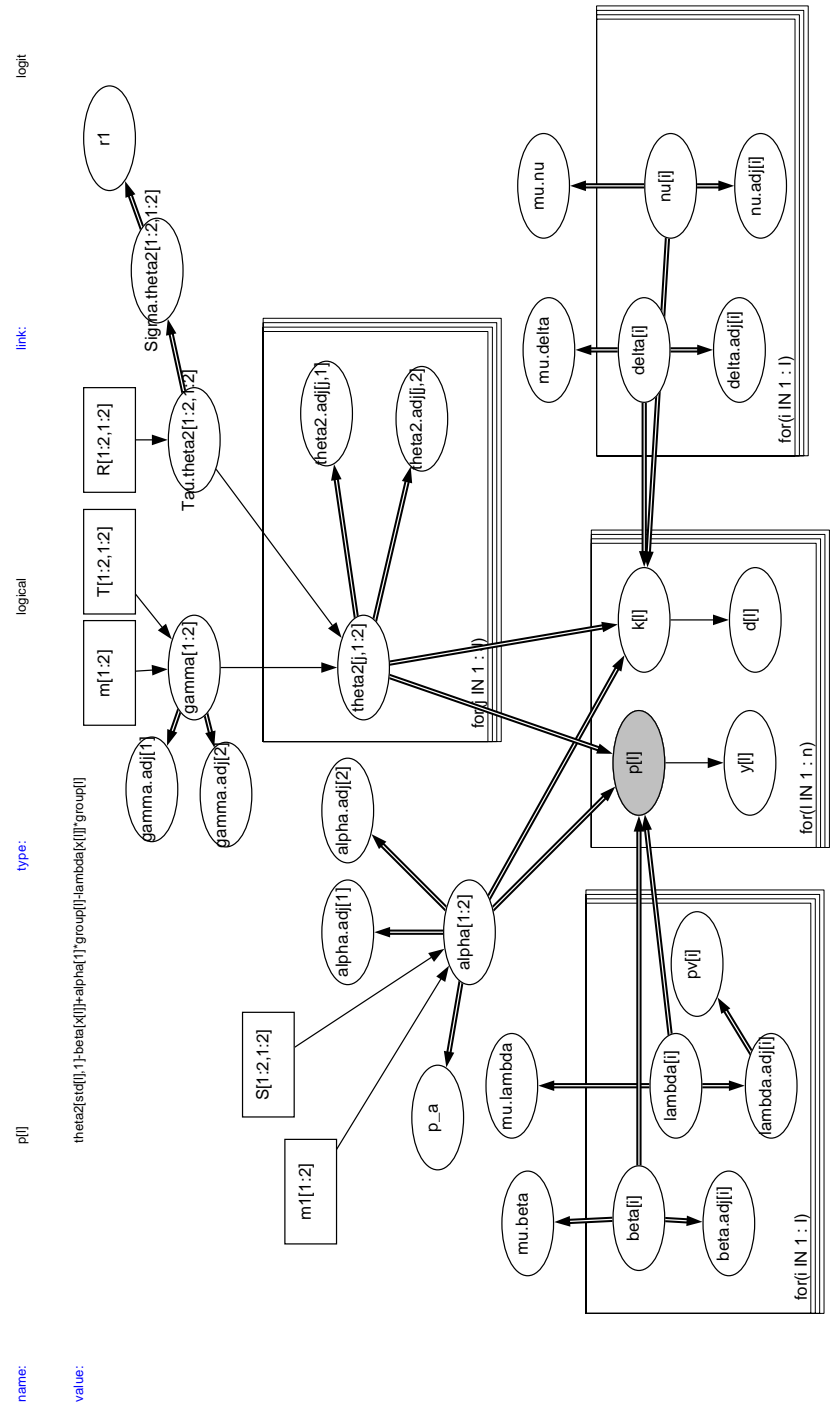 name: p[l] type: logical link: logit
value: theta2[std[l],1]-beta[x[l]]+alpha[1]*group[l]-lambda[x[l]]*group[l]
r1
Sigma.theta2[1:2,1:2]
R[1:2,1:2]
Tau.theta2[1:2,1:2]
T[1:2,1:2]
m[1:2]
gamma[1:2]
gamma.adj[1]
gamma.adj[2]
theta2.adj[j,1]
theta2.adj[j,2]
theta2[j,1:2]
for(j IN 1 : J)
alpha.adj[2]
alpha.adj[1]
alpha[1:2]
S[1:2,1:2]
m1[1:2]
p_a
mu.nu
nu[i]
nu.adj[i]
mu.delta
delta[i]
delta.adj[i]
for(i IN 1 : I)
k[l]
d[l]
p[l]
y[l]
for(l IN 1 : n)
pv[i]
mu.lambda
lambda[i]
lambda.adj[i]
mu.beta
beta[i]
beta.adj[i]
for(i IN 1 : I)